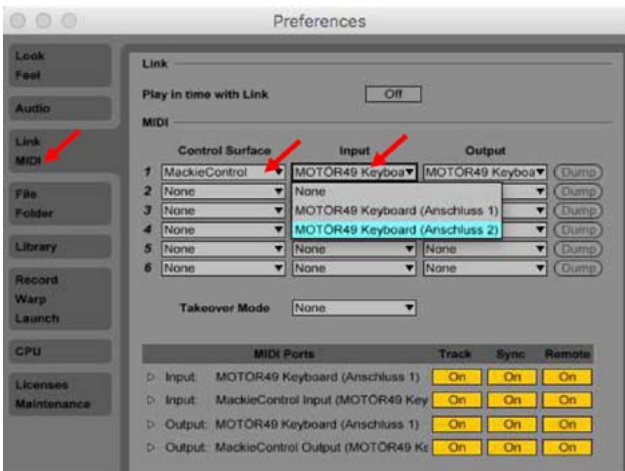 Preferences
Look
Feel
Audio
Link
MIDI
File
Folder
Library
Record
Warp
Launch
CPU
Licenses
Maintenance
Link
Play in time with Link Off
MIDI
Control Surface Input Output
1 MackieControl MOTÖR49 Keyboa MOTÖR49 Keyboa Dump
2 None None Dump
3 None MOTÖR49 Keyboard (Anschluss 1) Dump
4 None MOTÖR49 Keyboard (Anschluss 2) Dump
5 None None None Dump
6 None None None Dump
Takeover Mode None
MIDI Ports Track Sync Remote
Input: MOTÖR49 Keyboard (Anschluss 1) On On On
Input: MackieControl Input (MOTÖR49 Key On On On
Output: MOTÖR49 Keyboard (Anschluss 1) On On On
Output: MackieControl Output (MOTÖR49 Ke On On On